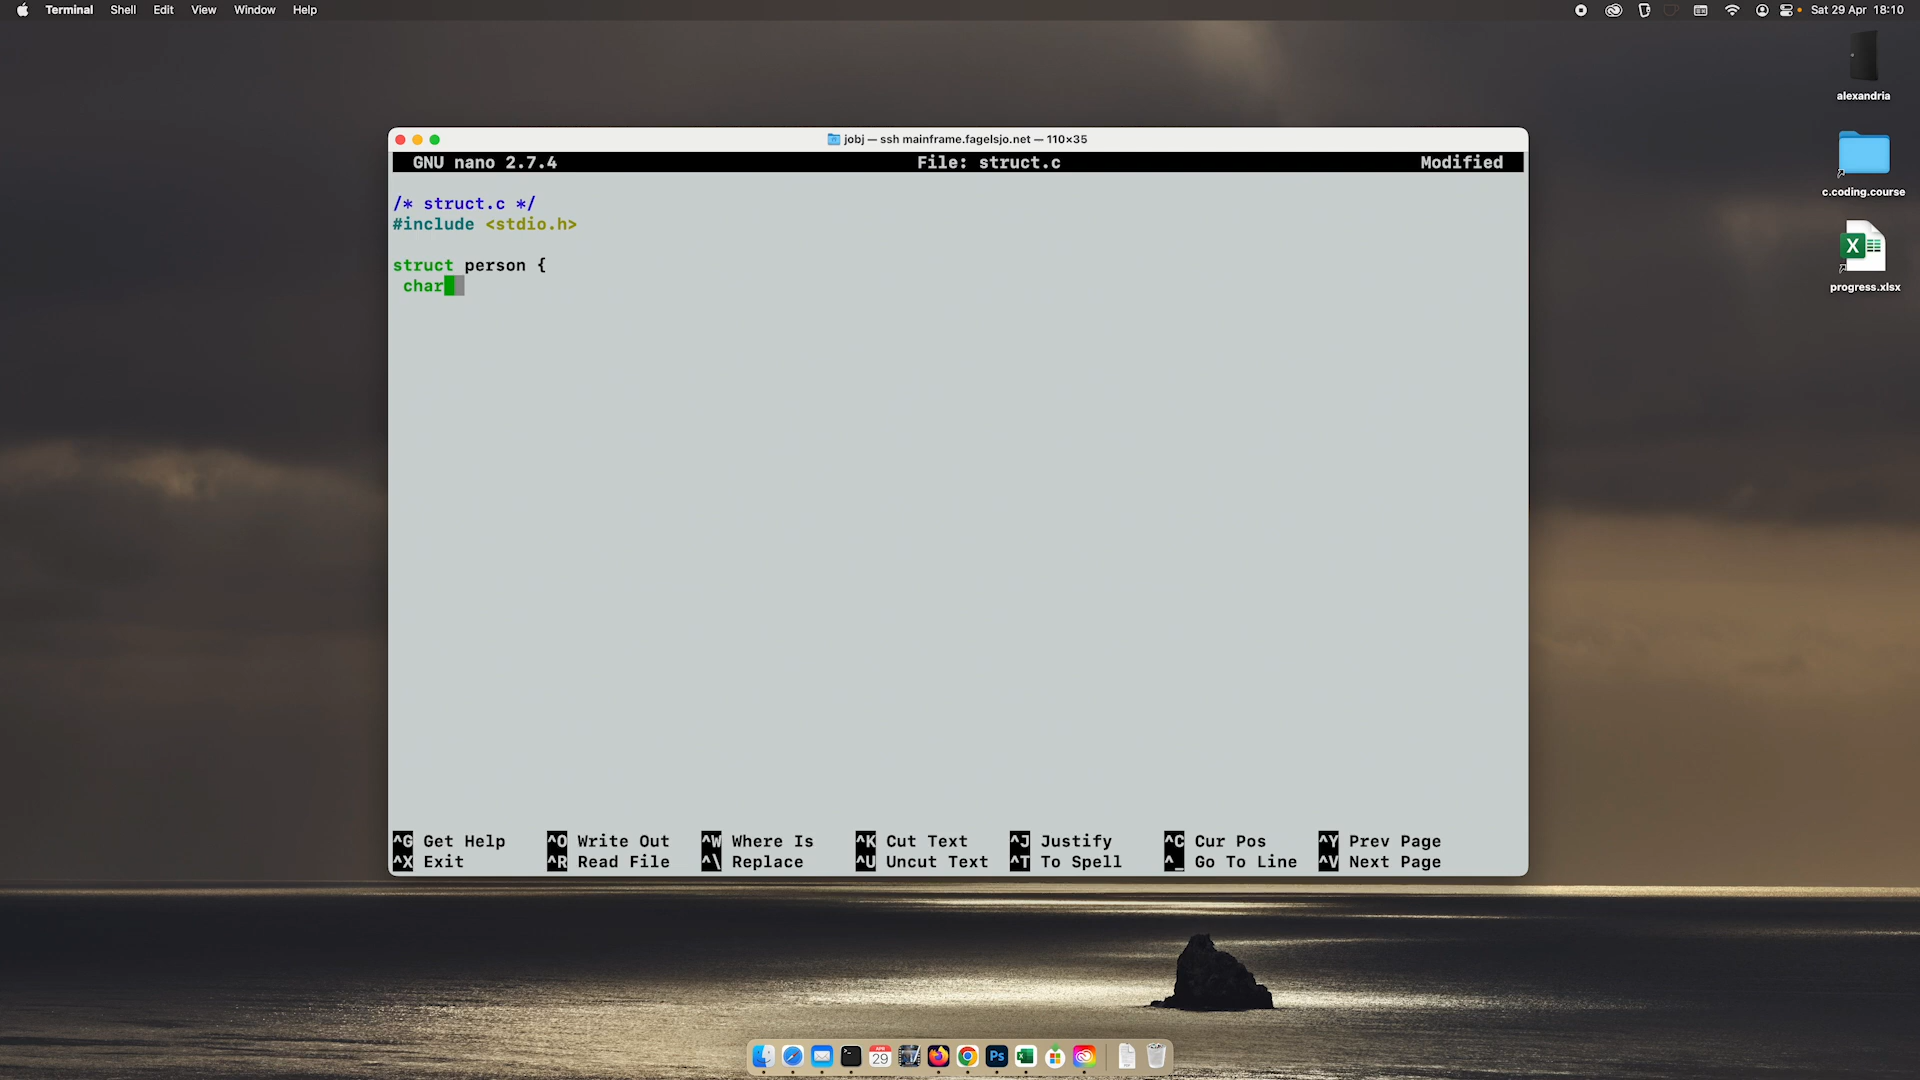 Terminal Shell Edit View Window Help Sat 29 Apr 18:10
alexandria
c.coding.course
progress.xlsx
jobj — ssh mainframe.fagelsjo.net — 110×35
GNU nano 2.7.4 File: struct.c Modified
/* struct.c */
#include <stdio.h>
struct person {
char
^G Get Help ^O Write Out ^W Where Is ^K Cut Text ^J Justify ^C Cur Pos ^Y Prev Page
^X Exit ^R Read File ^\ Replace ^U Uncut Text ^T To Spell ^_ Go To Line ^V Next Page
APR
29
Ps
X